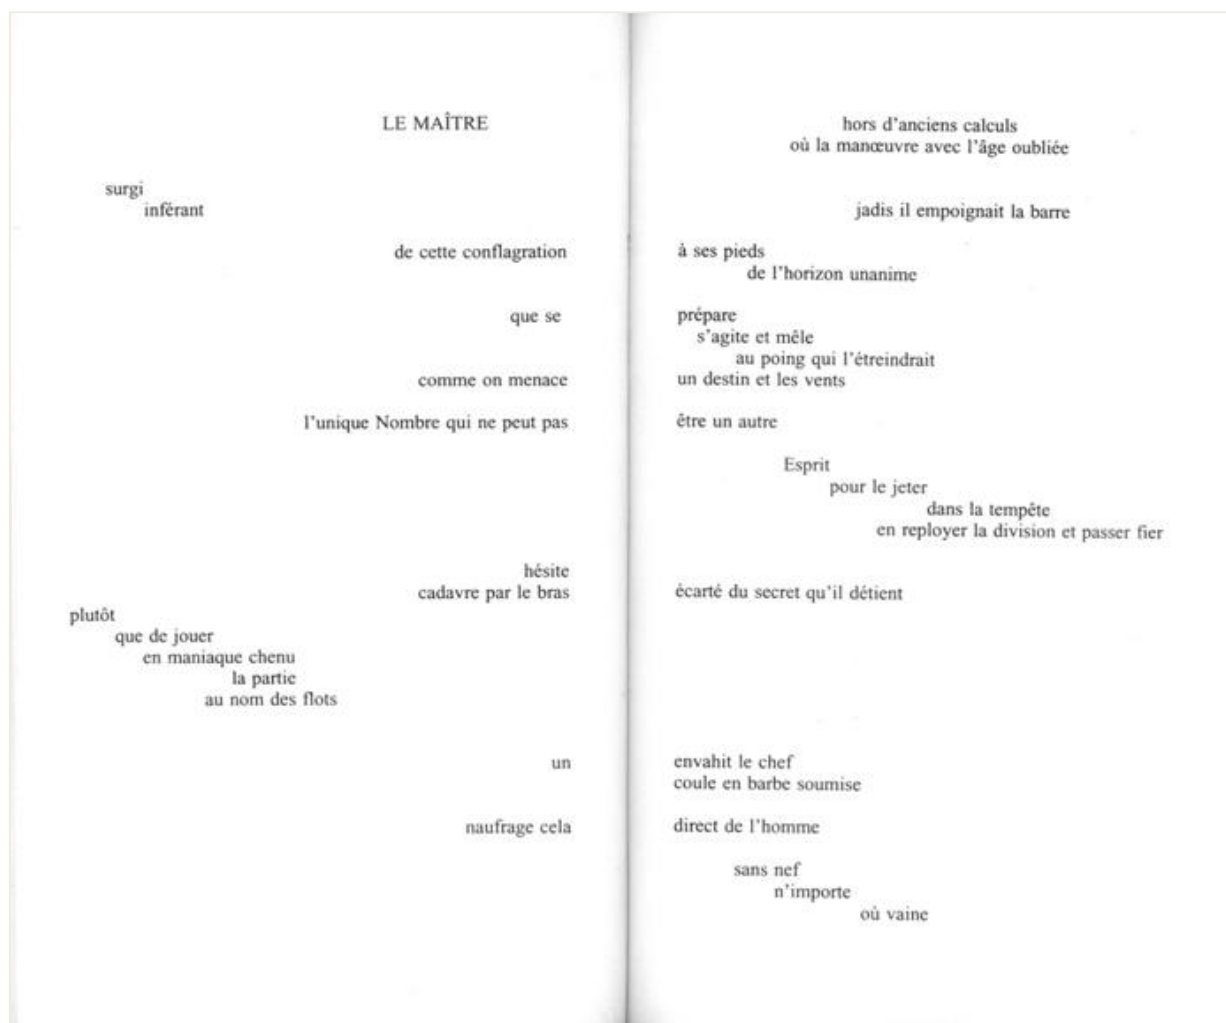 LE MAÎTRE
hors d'anciens calculs
où la manœuvre avec l'âge oubliée
surgi
inférant
jadis il empoignait la barre
de cette conflagration
à ses pieds
de l'horizon unanime
que se
prépare
s'agite et mêle
au poing qui l'étreindrait
comme on menace
un destin et les vents
l'unique Nombre qui ne peut pas
être un autre
Esprit
pour le jeter
dans la tempête
en reployer la division et passer fier
hésite
cadavre par le bras
écarté du secret qu'il détient
plutôt
que de jouer
en maniaque chenu
la partie
au nom des flots
un
envahit le chef
coule en barbe soumise
naufrage cela
direct de l'homme
sans nef
n'importe
où vaine